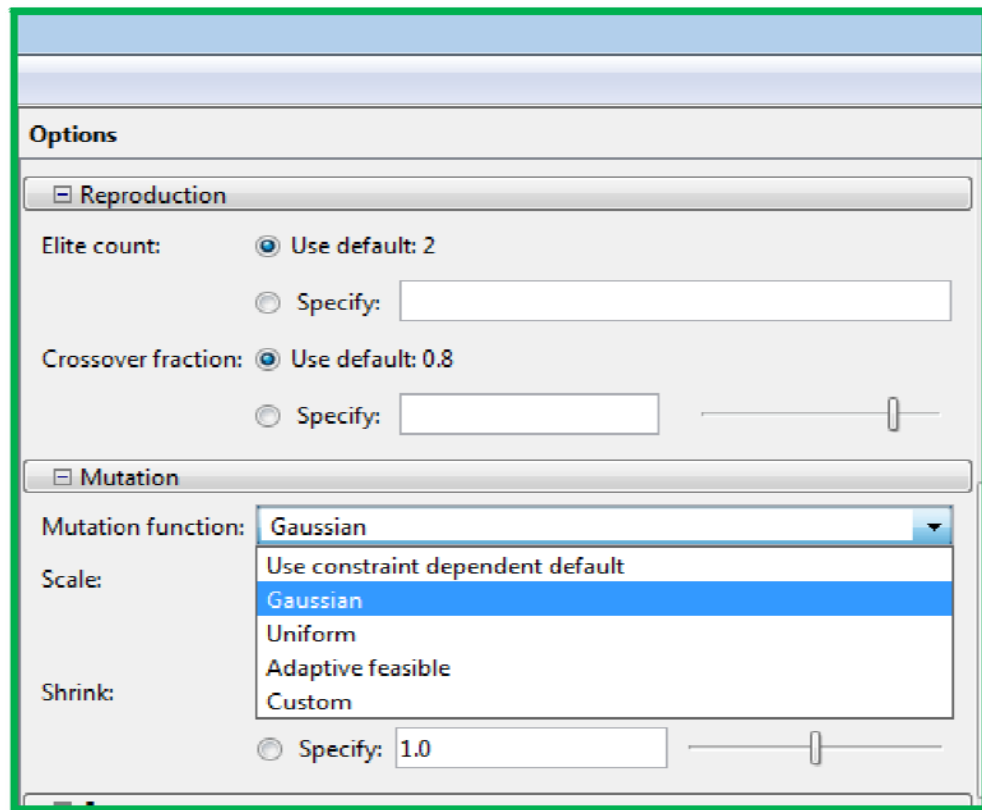 Options
Reproduction
Elite count: Use default: 2
Specify:
Crossover fraction: Use default: 0.8
Specify:
Mutation
Mutation function: Gaussian
Use constraint dependent default
Scale:
Gaussian
Uniform
Adaptive feasible
Shrink:
Custom
Specify: 1.0